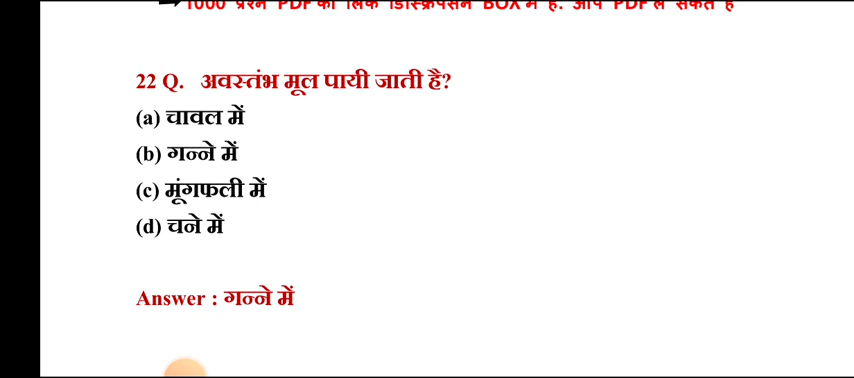 1000 प्रश्न PDF का लिंक डिस्क्रिपसन BOX में है. आप PDF ले सकते है
22 Q. अवस्तंभ मूल पायी जाती है?
(a) चावल में
(b) गन्ने में
(c) मूंगफली में
(d) चने में
Answer : गन्ने में